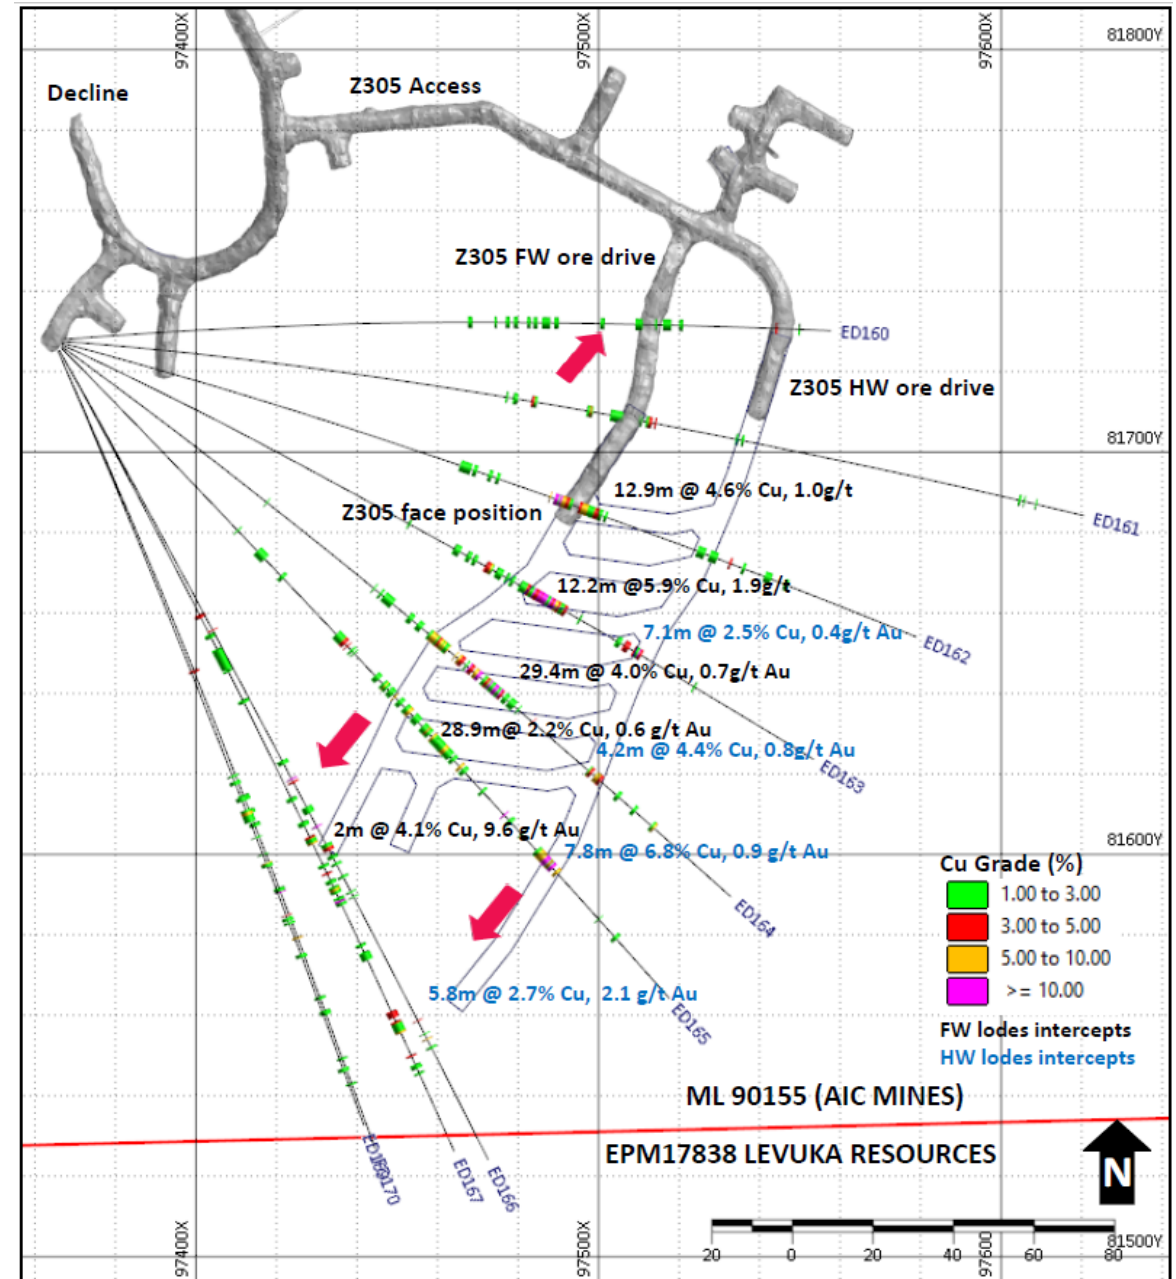 97400X
97500X
97600X
81800Y
Decline
Z305 Access
Z305 FW ore drive
ED160
Z305 HW ore drive
81700Y
12.9m @ 4.6% Cu, 1.0g/t
Z305 face position
ED161
12.2m @5.9% Cu, 1.9g/t
7.1m @ 2.5% Cu, 0.4g/t Au
ED162
29.4m @ 4.0% Cu, 0.7g/t Au
28.9m@ 2.2% Cu, 0.6 g/t Au
4.2m @ 4.4% Cu, 0.8g/t Au
ED163
2m @ 4.1% Cu, 9.6 g/t Au
7.8m @ 6.8% Cu, 0.9 g/t Au
81600Y
Cu Grade (%)
1.00 to 3.00
3.00 to 5.00
5.00 to 10.00
>= 10.00
ED164
5.8m @ 2.7% Cu, 2.1 g/t Au
ED165
FW lodes intercepts
HW lodes intercepts
ML 90155 (AIC MINES)
EPM17838 LEVUKA RESOURCES
ED167
ED166
N
97400X
97500X
97600X
81500Y
20 0 20 40 60 80